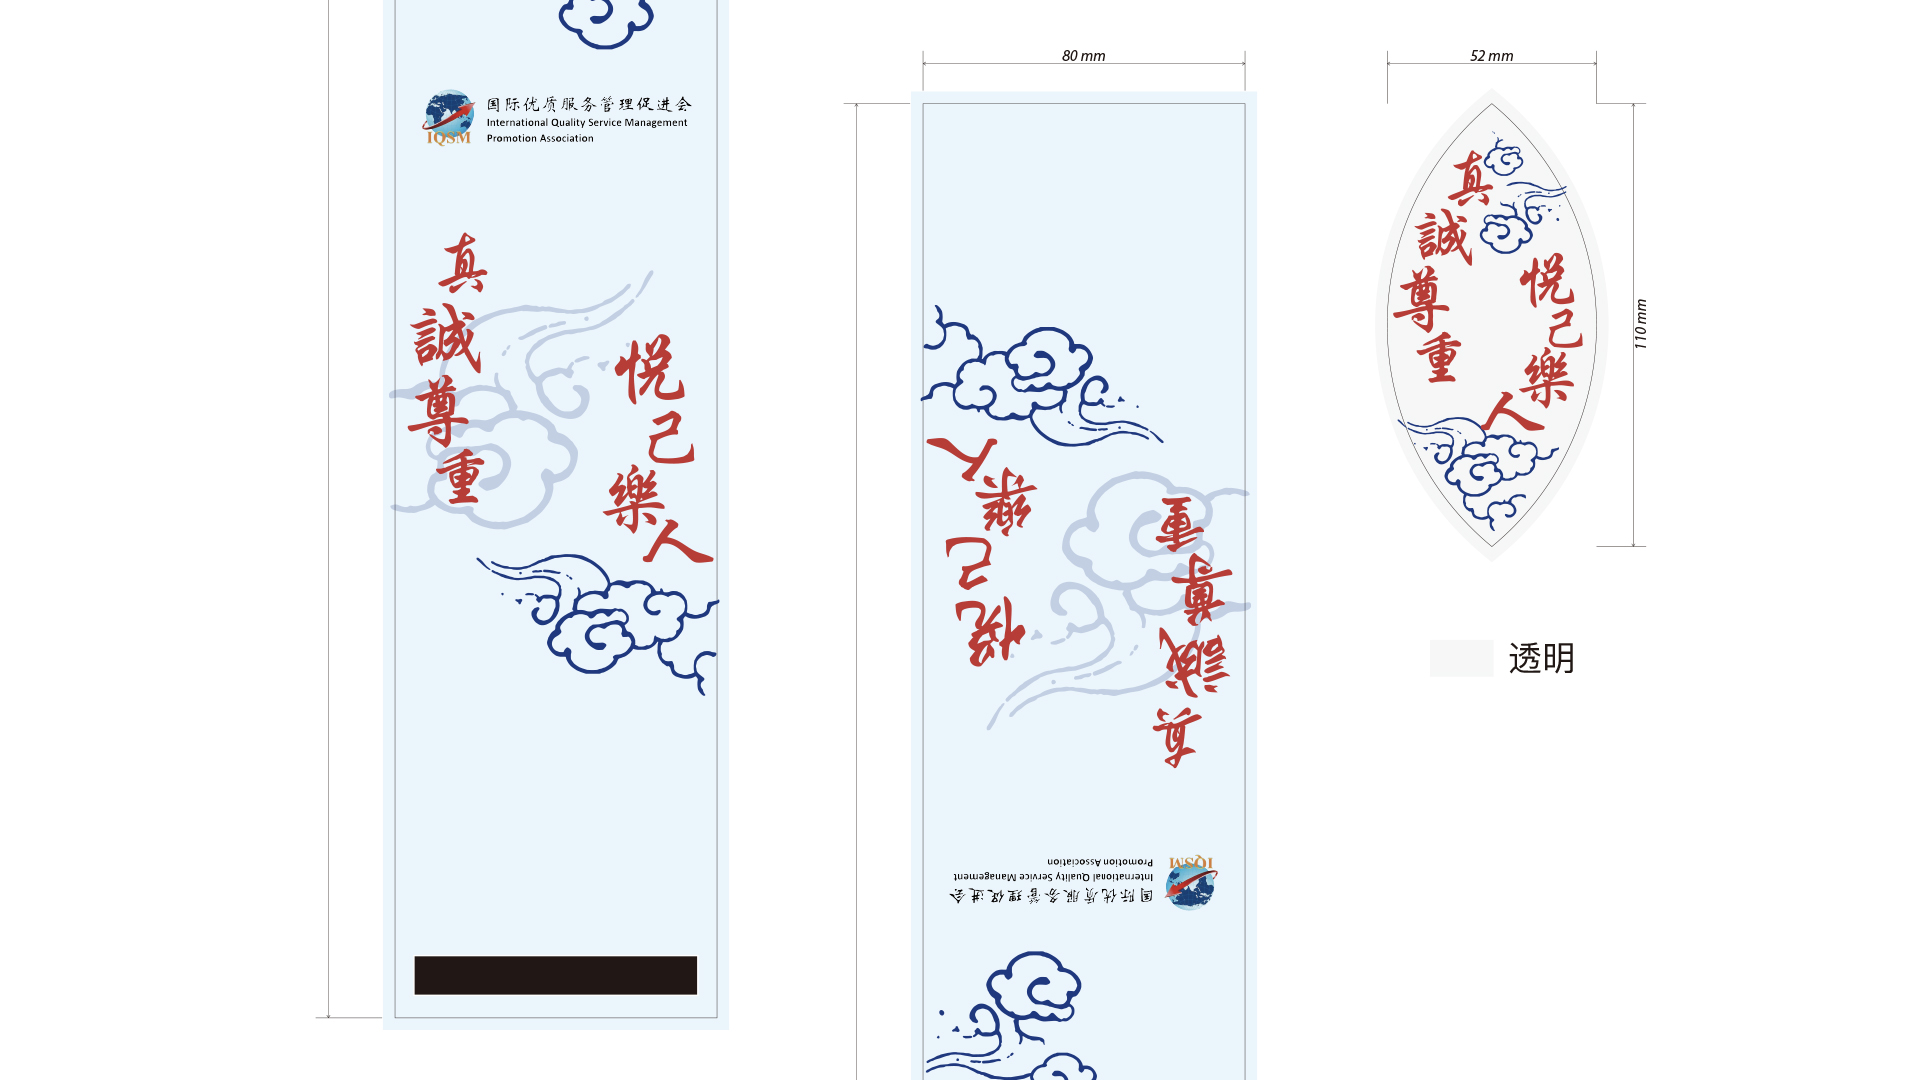 国际优质服务管理促进会
International Quality Service Management
Promotion Association
IQSM
真誠尊重
悦己樂人
80 mm
人樂己悦
重尊誠真
Promotion Association
International Quality Service Management
国际优质服务管理促进会
IQSM
52 mm
真誠尊重
悦己樂人
110 mm
透明